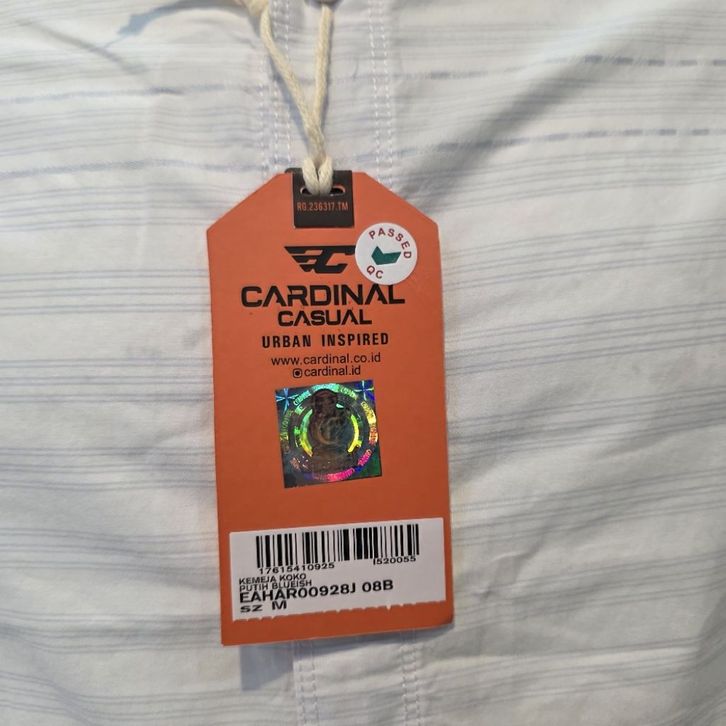 RG.236317.TM
PASSED
QC
CARDINAL
CASUAL
URBAN INSPIRED
www.cardinal.co.id
cardinal.id
17615410925 I520055
KEMEJA KOKO
PUTIH BLUEISH
EAHAR00928J 08B
SZ M